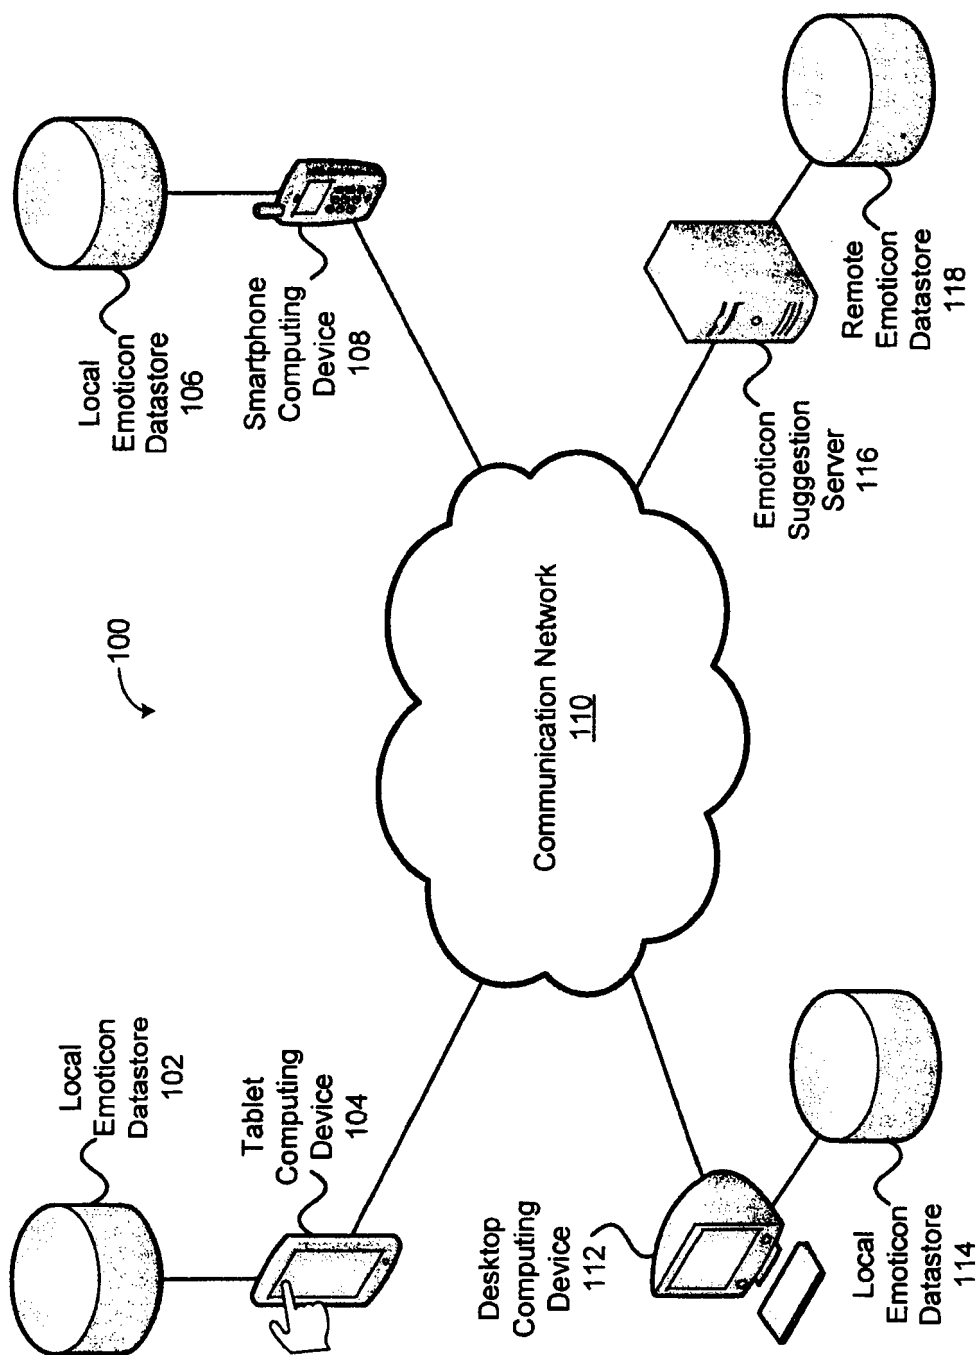 100
Local
Emoticon
Datastore
102
Tablet
Computing
Device
104
Local
Emoticon
Datastore
106
Smartphone
Computing
Device
108
Communication Network
110
Desktop
Computing
Device
112
Local
Emoticon
Datastore
114
Emoticon
Suggestion
Server
116
Remote
Emoticon
Datastore
118